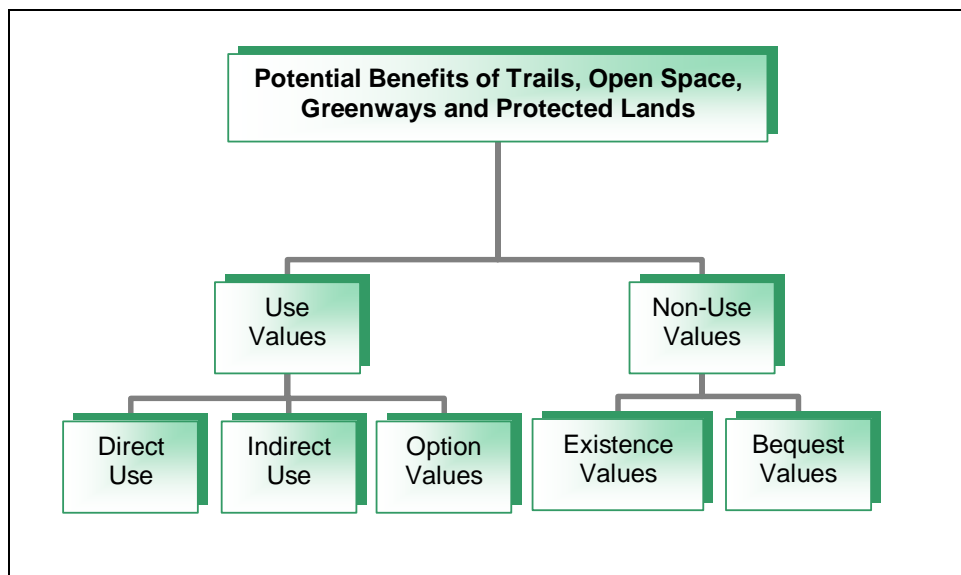 Potential Benefits of Trails, Open Space,
Greenways and Protected Lands
Use
Values
Non-Use
Values
Direct
Use
Indirect
Use
Option
Values
Existence
Values
Bequest
Values